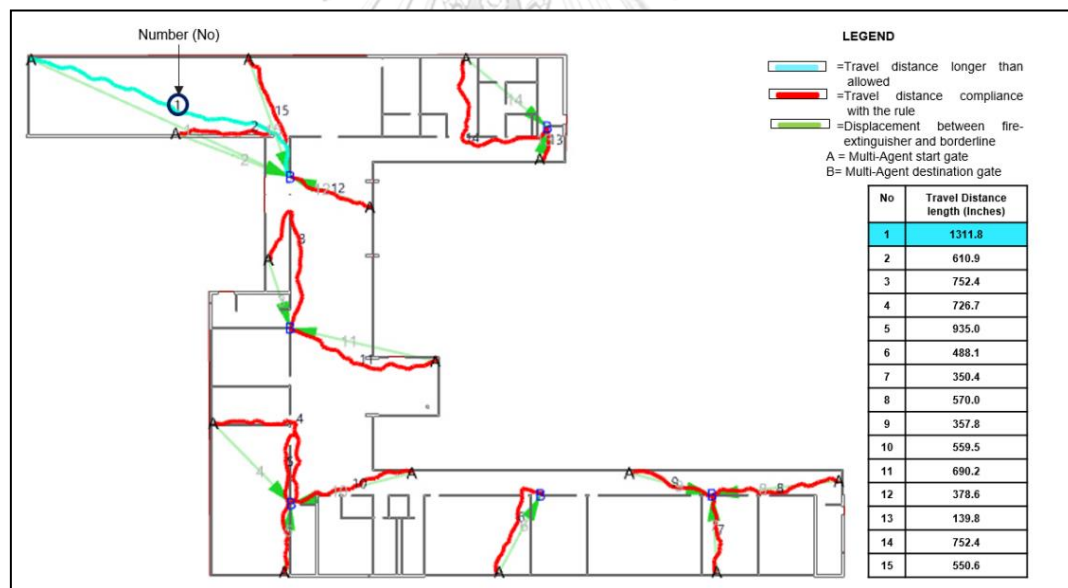 Number (No)
LEGEND
=Travel distance longer than
allowed
=Travel distance compliance
with the rule
=Displacement between fire-
extinguisher and borderline
A = Multi-Agent start gate
B= Multi-Agent destination gate
No Travel Distance
length (Inches)
1 1311.8
2 610.9
3 752.4
4 726.7
5 935.0
6 488.1
7 350.4
8 570.0
9 357.8
10 559.5
11 690.2
12 378.6
13 139.8
14 752.4
15 550.6
A
A
A
1
15
14
2
2
14
B
13
A
A
B
12
A
3
A
B
11
11
A
A
4
4
5
10
A
A
9
8
A
B
B
B
6
7
A
A
A